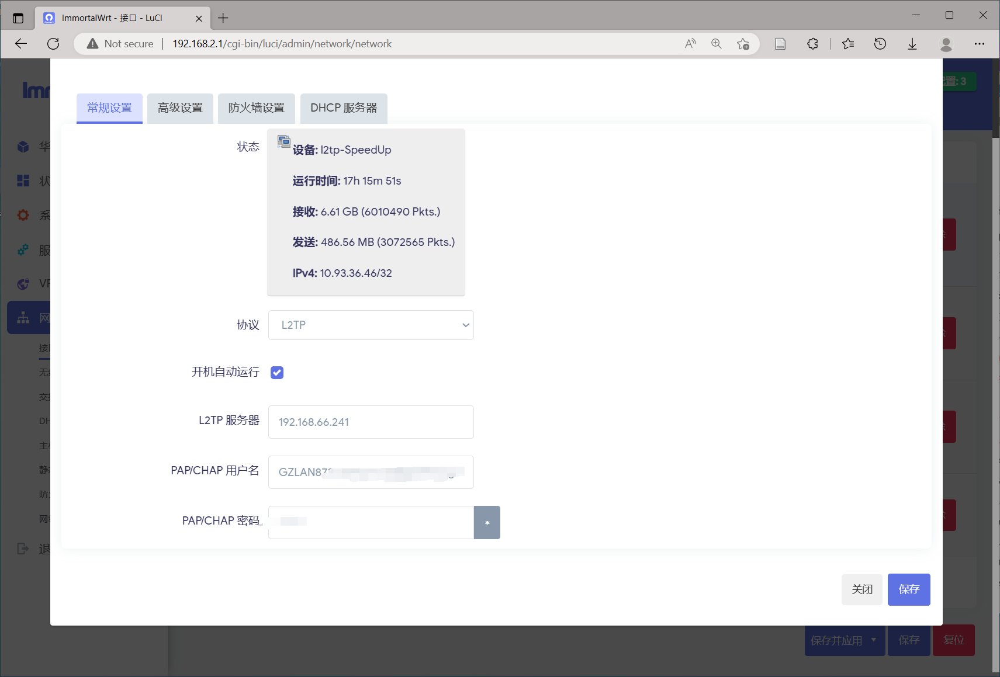 ImmortalWrt - 接口 - LuCI
Not secure
192.168.2.1/cgi-bin/luci/admin/network/network
常规设置
高级设置
防火墙设置
DHCP 服务器
状态
设备: l2tp-SpeedUp
运行时间: 17h 15m 51s
接收: 6.61 GB (6010490 Pkts.)
发送: 486.56 MB (3072565 Pkts.)
IPv4: 10.93.36.46/32
协议
L2TP
开机自动运行
L2TP 服务器
192.168.66.241
PAP/CHAP 用户名
GZLAN87
PAP/CHAP 密码
*
关闭
保存
保存并应用
保存
复位